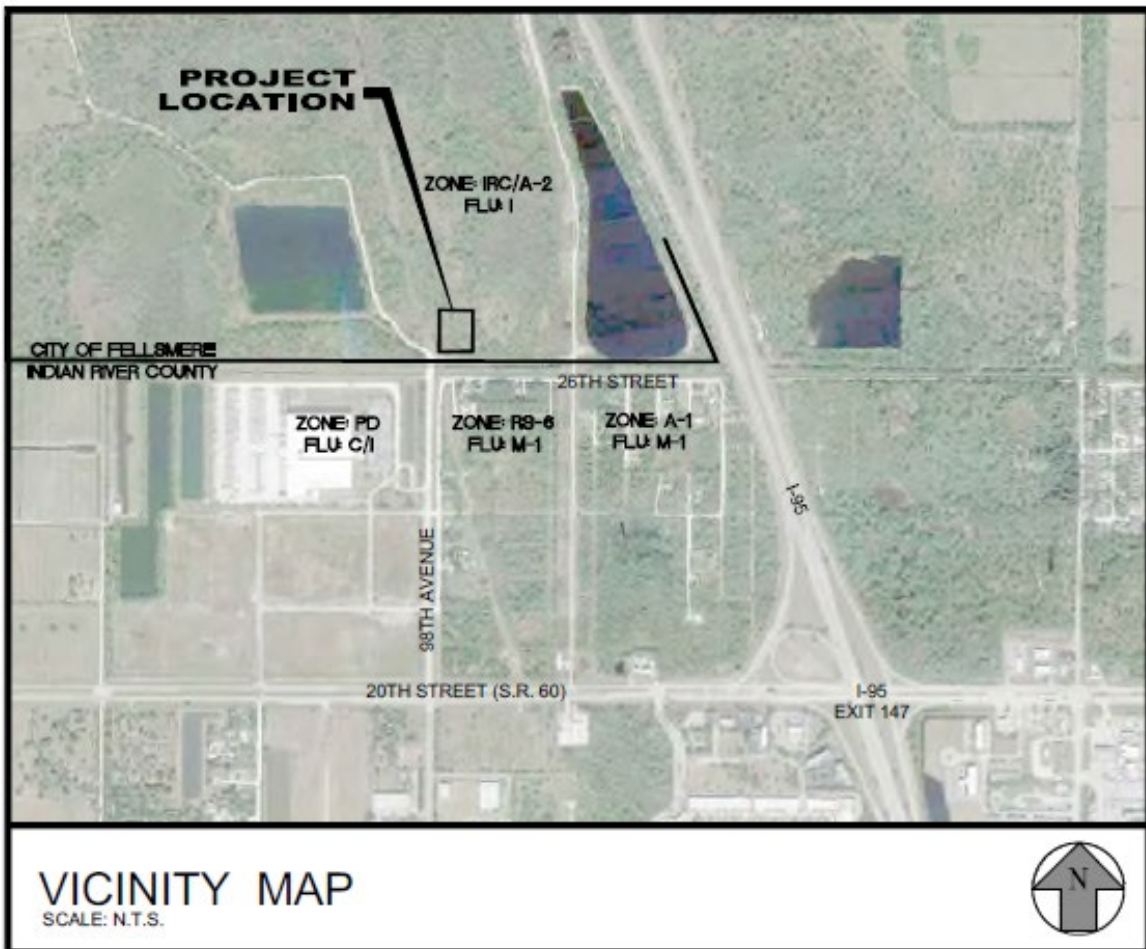 PROJECT
LOCATION
ZONE: IRC/A-2
FLU: I
CITY OF FELLSMERE
INDIAN RIVER COUNTY
26TH STREET
ZONE: PD
FLU: C/I
ZONE: RS-6
FLU: M-1
ZONE: A-1
FLU: M-1
I-95
98TH AVENUE
20TH STREET (S.R. 60)
I-95
EXIT 147
VICINITY MAP
SCALE: N.T.S.
N